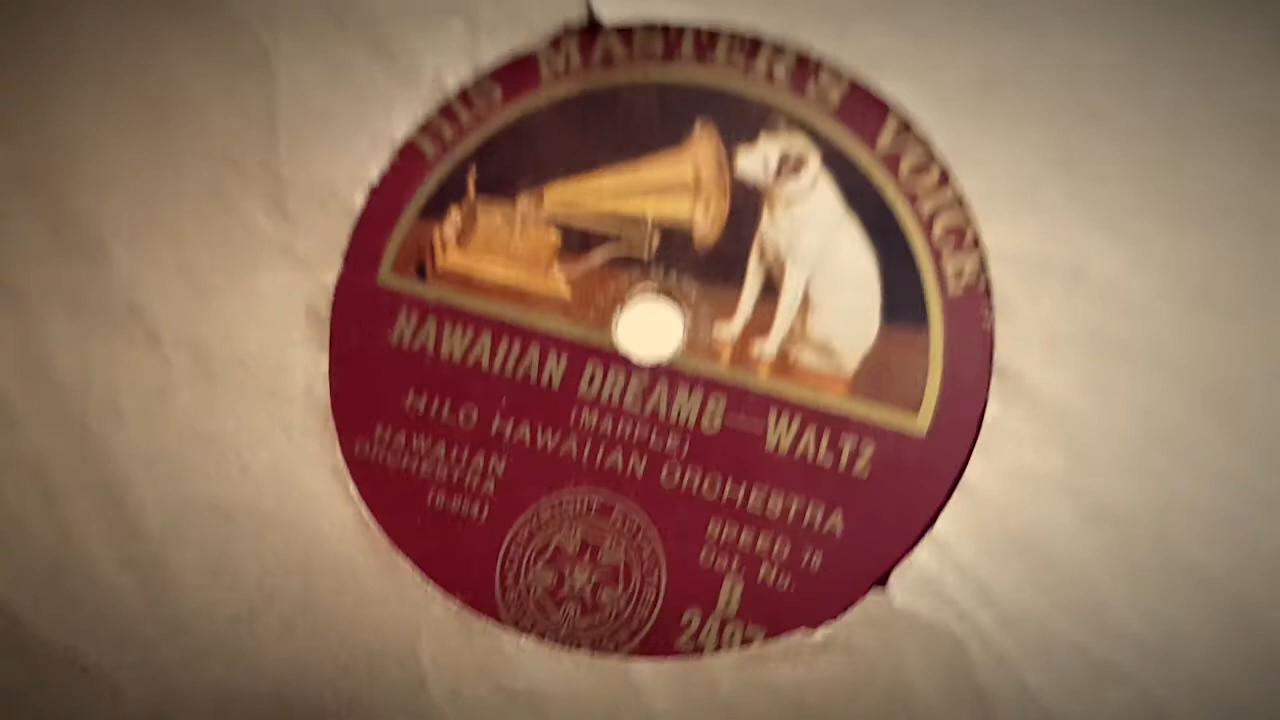 "HIS MASTER'S VOICE"
HAWAIIAN DREAMS—WALTZ
(MARPLE)
HILO HAWAIIAN ORCHESTRA
HAWAIIAN
ORCHESTRA
SPEED 78
Cat. No.
B